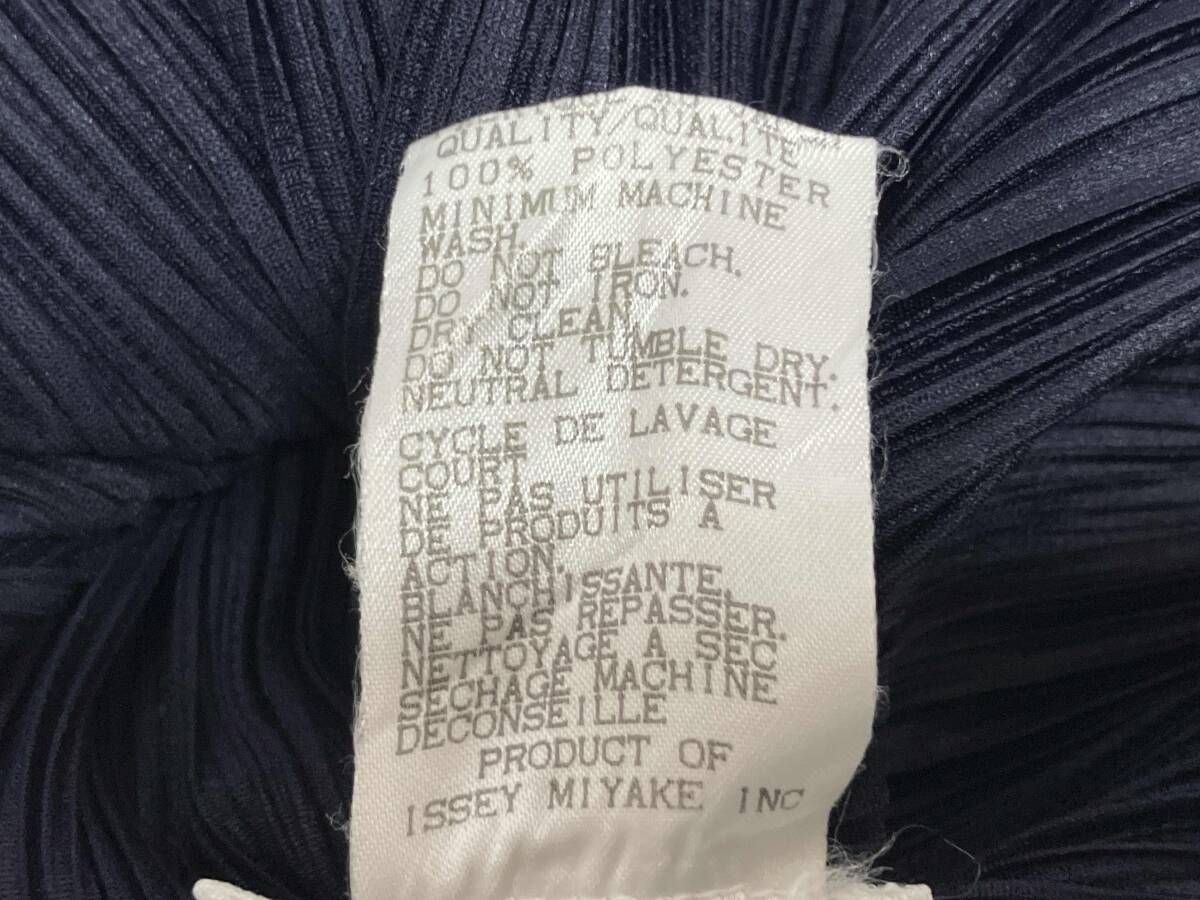 QUALITY/QUALITE
100% POLYESTER
MINIMUM MACHINE
WASH.
DO NOT BLEACH.
DO NOT IRON.
DRY CLEAN
DO NOT TUMBLE DRY.
NEUTRAL DETERGENT.
CYCLE DE LAVAGE
COURT
NE PAS UTILISER
DE PRODUITS A
ACTION.
BLANCHISSANTE,
NE PAS REPASSER.
NETTOYAGE A SEC
SECHAGE MACHINE
DECONSEILLE
PRODUCT OF
ISSEY MIYAKE INC